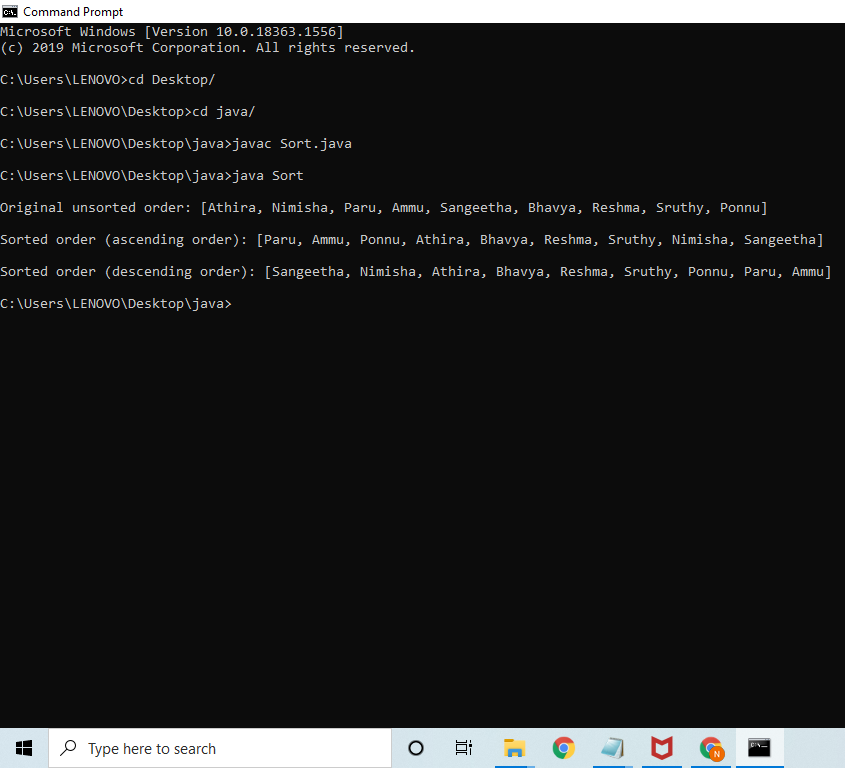 Command Prompt
Microsoft Windows [Version 10.0.18363.1556]
(c) 2019 Microsoft Corporation. All rights reserved.
C:\Users\LENOVO>cd Desktop/
C:\Users\LENOVO\Desktop>cd java/
C:\Users\LENOVO\Desktop\java>javac Sort.java
C:\Users\LENOVO\Desktop\java>java Sort
Original unsorted order: [Athira, Nimisha, Paru, Ammu, Sangeetha, Bhavya, Reshma, Sruthy, Ponnu]
Sorted order (ascending order): [Paru, Ammu, Ponnu, Athira, Bhavya, Reshma, Sruthy, Nimisha, Sangeetha]
Sorted order (descending order): [Sangeetha, Nimisha, Athira, Bhavya, Reshma, Sruthy, Ponnu, Paru, Ammu]
C:\Users\LENOVO\Desktop\java>
Type here to search
N